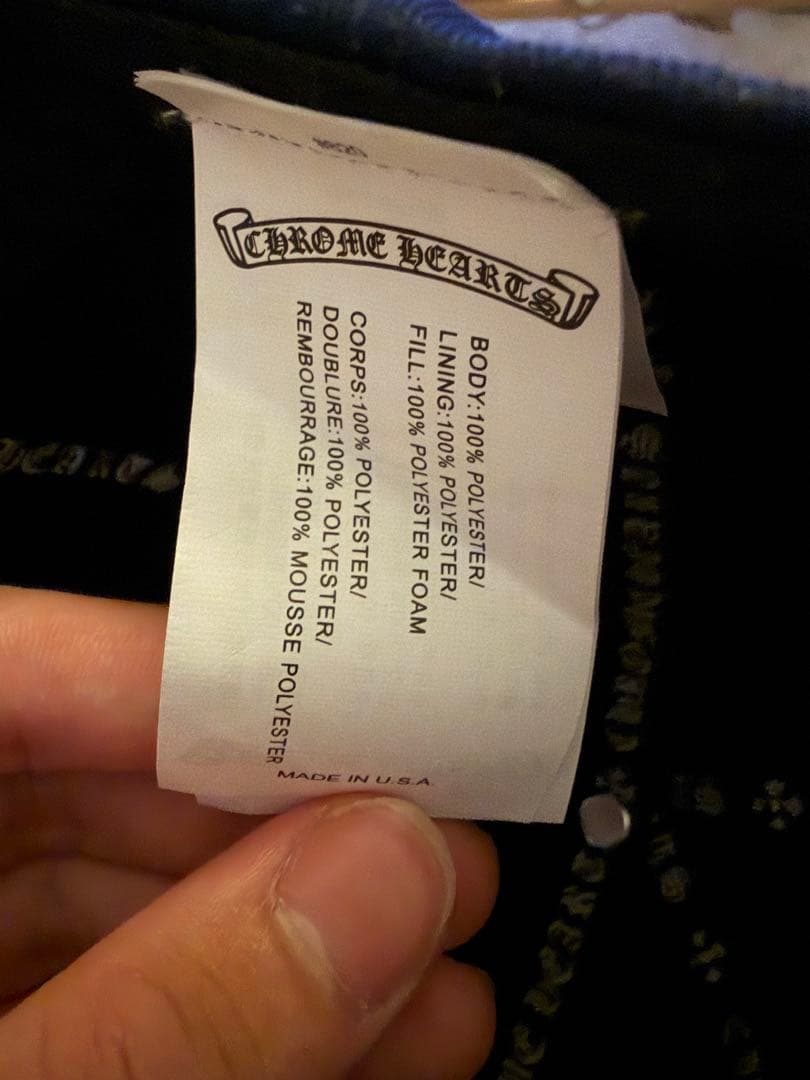 CHROME HEARTS
BODY:100% POLYESTER/
LINING:100% POLYESTER/
FILL:100% POLYESTER FOAM
CORPS:100% POLYESTER/
DOUBLURE:100% POLYESTER/
REMBOURRAGE:100% MOUSSE POLYESTER
MADE IN U.S.A